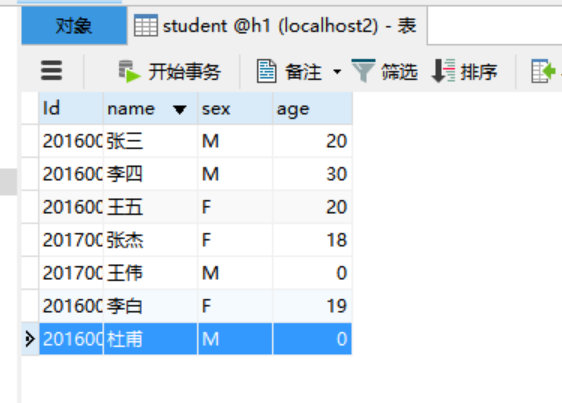 对象 student @h1 (localhost2) - 表
开始事务 备注 筛选 排序
Id name sex age
201600 张三 M 20
201600 李四 M 30
201600 王五 F 20
201700 张杰 F 18
201700 王伟 M 0
201600 李白 F 19
201600 杜甫 M 0